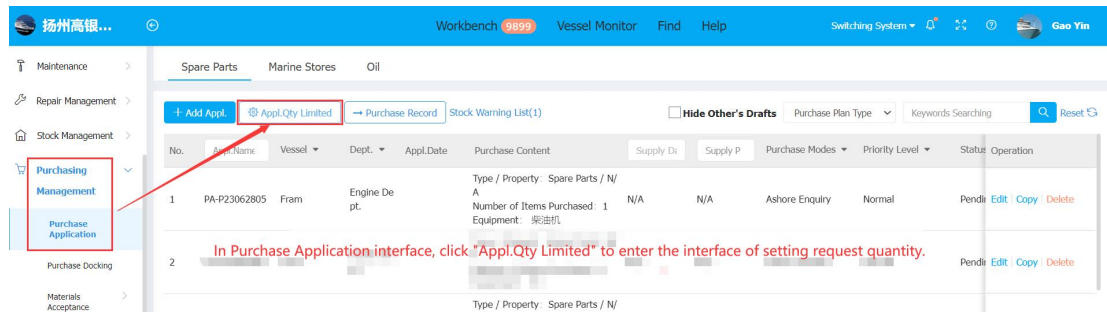 扬州高银...
Workbench 9899 Vessel Monitor Find Help
Switching System
Gao Yin
Maintenance
Repair Management
Stock Management
Purchasing
Management
Purchase
Application
Purchase Docking
Materials
Acceptance
Spare Parts Marine Stores Oil
+ Add Appl. Appl.Qty Limited → Purchase Record Stock Warning List(1)
Hide Other's Drafts Purchase Plan Type Keywords Searching Reset
No. Appl.Name Vessel Dept. Appl.Date Purchase Content Supply Da Supply P Purchase Modes Priority Level Status Operation
Type / Property: Spare Parts / N/
A
1 PA-P23062805 Fram Engine De
pt. Number of Items Purchased: 1 N/A N/A Ashore Enquiry Normal Pendin Edit Copy Delete
Equipment: 柴油机
In Purchase Application interface, click "Appl.Qty Limited" to enter the interface of setting request quantity.
2 Pendin Edit Copy Delete
Type / Property: Spare Parts / N/